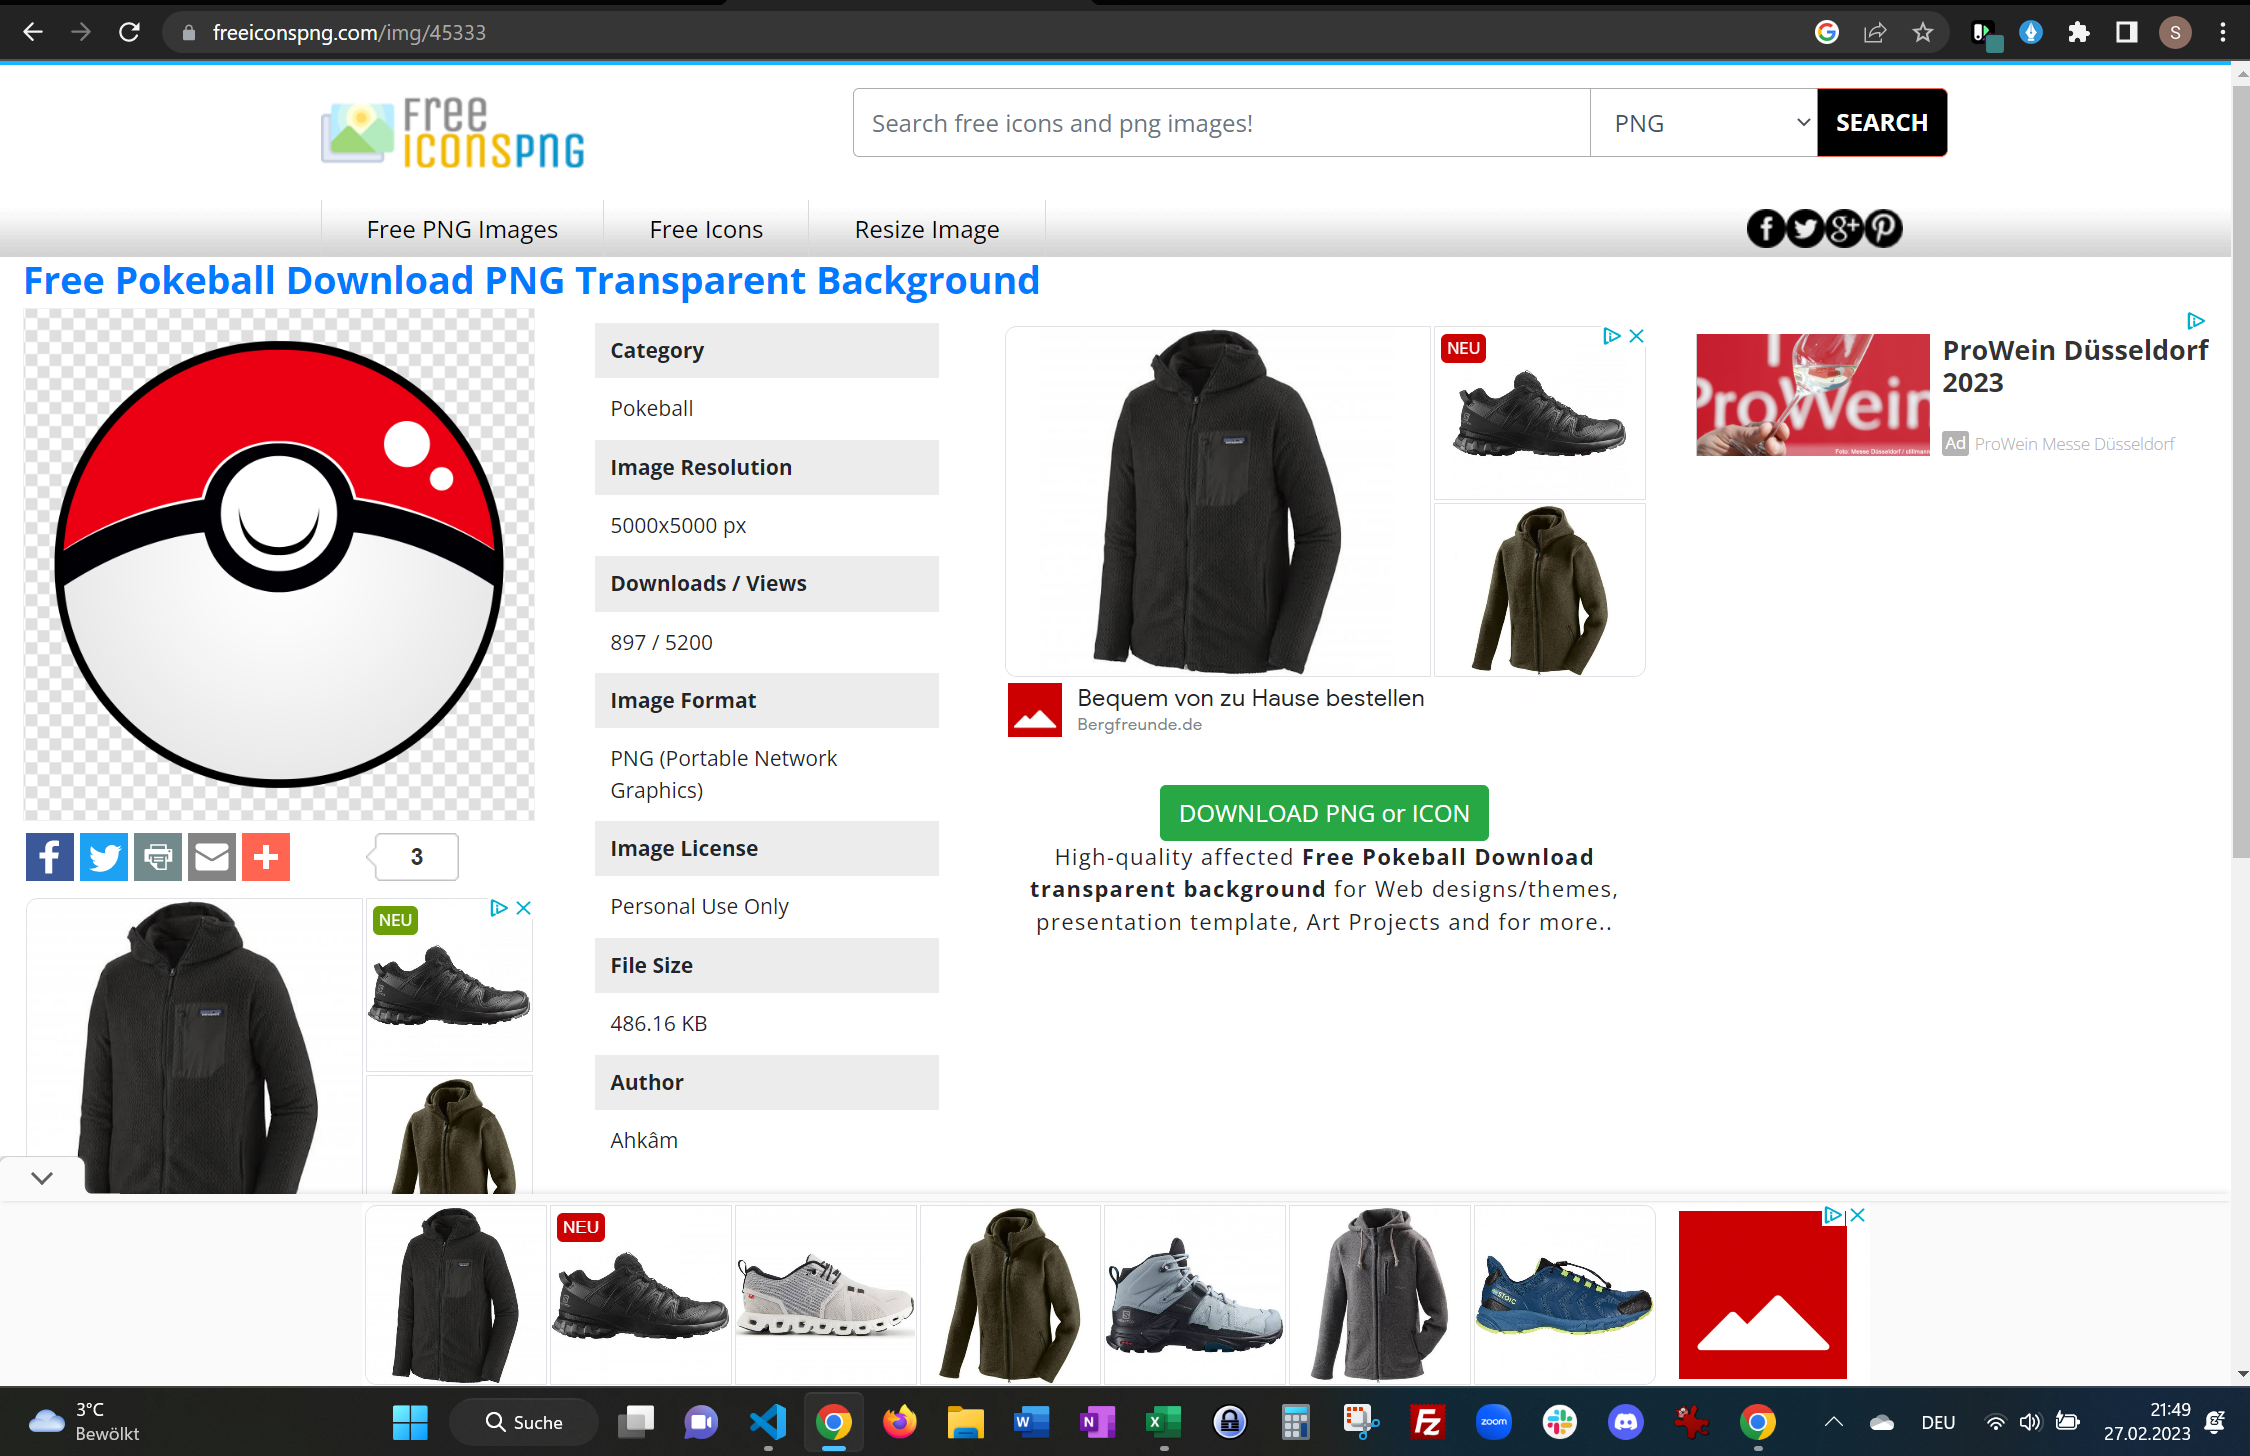 freeiconspng.com/img/45333
S
Free
iconsPNG
Search free icons and png images!
PNG
SEARCH
Free PNG Images
Free Icons
Resize Image
Free Pokeball Download PNG Transparent Background
Category
Pokeball
Image Resolution
5000x5000 px
Downloads / Views
897 / 5200
Image Format
PNG (Portable Network
Graphics)
Image License
Personal Use Only
File Size
486.16 KB
Author
Ahkâm
3
NEU
NEU
Bequem von zu Hause bestellen
Bergfreunde.de
DOWNLOAD PNG or ICON
High-quality affected Free Pokeball Download
transparent background for Web designs/themes,
presentation template, Art Projects and for more..
ProWein
ProWein Düsseldorf
2023
Ad ProWein Messe Düsseldorf
NEU
3°C
Bewölkt
Suche
zoom
DEU
21:49
27.02.2023